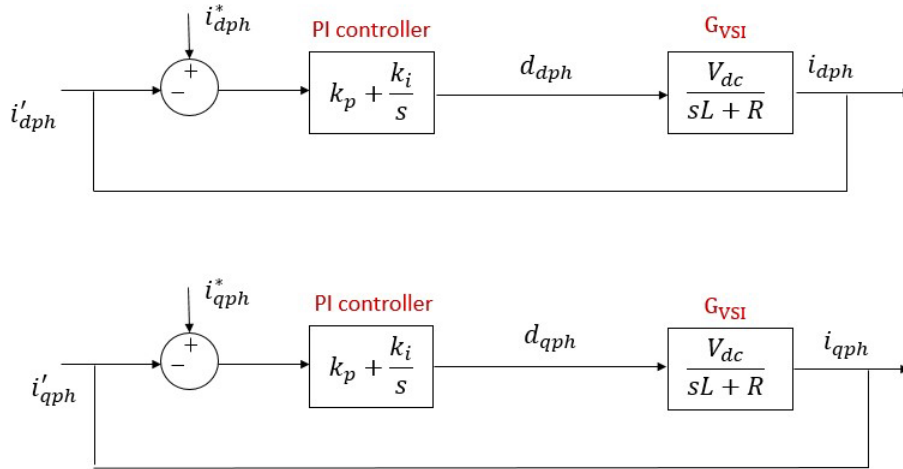 i*dph
PI controller
GVSI
+
−
kp + ki/s
ddph
Vdc/(sL + R)
idph
i′dph
i*qph
PI controller
GVSI
+
−
kp + ki/s
dqph
Vdc/(sL + R)
iqph
i′qph